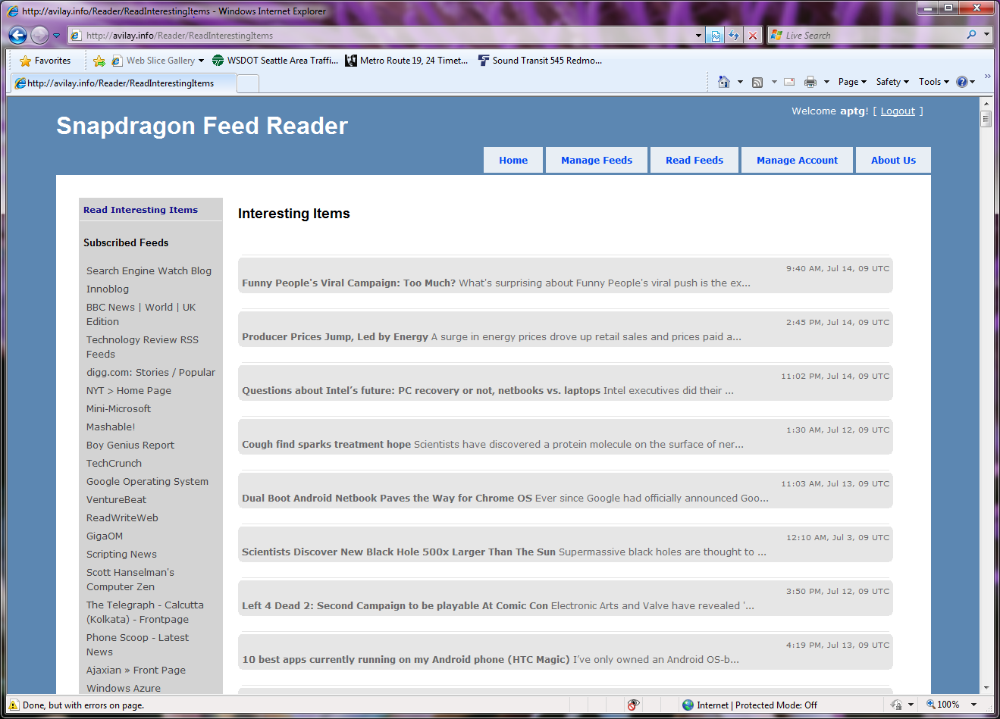 http://avilay.info/Reader/ReadInterestingItems - Windows Internet Explorer
http://avilay.info/Reader/ReadInterestingItems
Live Search
Favorites
Web Slice Gallery
WSDOT Seattle Area Traffi...
Metro Route 19, 24 Timet...
Sound Transit 545 Redmo...
http://avilay.info/Reader/ReadInterestingItems
Page
Safety
Tools
Welcome aptg! [ Logout ]
Snapdragon Feed Reader
Home
Manage Feeds
Read Feeds
Manage Account
About Us
Read Interesting Items
Subscribed Feeds
Search Engine Watch Blog
Innoblog
BBC News | World | UK
Edition
Technology Review RSS
Feeds
digg.com: Stories / Popular
NYT > Home Page
Mini-Microsoft
Mashable!
Boy Genius Report
TechCrunch
Google Operating System
VentureBeat
ReadWriteWeb
GigaOM
Scripting News
Scott Hanselman's
Computer Zen
The Telegraph - Calcutta
(Kolkata) - Frontpage
Phone Scoop - Latest
News
Ajaxian » Front Page
Windows Azure
Interesting Items
9:40 AM, Jul 14, 09 UTC
Funny People's Viral Campaign: Too Much? What's surprising about Funny People's viral push is the ex...
2:45 PM, Jul 14, 09 UTC
Producer Prices Jump, Led by Energy A surge in energy prices drove up retail sales and prices paid a...
11:02 PM, Jul 14, 09 UTC
Questions about Intel’s future: PC recovery or not, netbooks vs. laptops Intel executives did their ...
1:30 AM, Jul 12, 09 UTC
Cough find sparks treatment hope Scientists have discovered a protein molecule on the surface of ner...
11:03 AM, Jul 13, 09 UTC
Dual Boot Android Netbook Paves the Way for Chrome OS Ever since Google had officially announced Goo...
12:10 AM, Jul 3, 09 UTC
Scientists Discover New Black Hole 500x Larger Than The Sun Supermassive black holes are thought to ...
3:50 PM, Jul 12, 09 UTC
Left 4 Dead 2: Second Campaign to be playable At Comic Con Electronic Arts and Valve have revealed '...
4:19 PM, Jul 13, 09 UTC
10 best apps currently running on my Android phone (HTC Magic) I’ve only owned an Android OS-b...
Done, but with errors on page.
Internet | Protected Mode: Off
100%